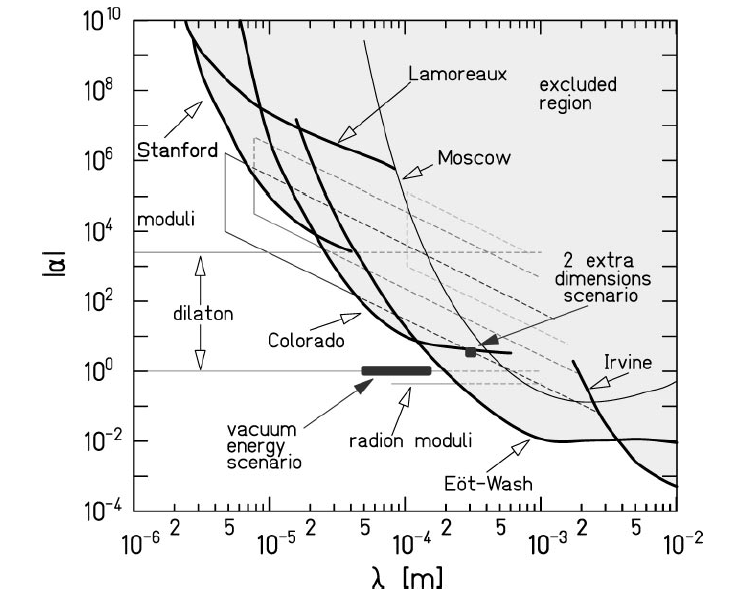 10^10
10^8
10^6
10^4
10^2
10^0
10^-2
10^-4
|α|
Lamoreaux
excluded
region
Stanford
Moscow
moduli
2 extra
dimensions
scenario
dilaton
Colorado
Irvine
vacuum
energy
scenario
radion moduli
Eöt-Wash
10^-6 2 5 10^-5 2 5 10^-4 2 5 10^-3 2 5 10^-2
λ [m]